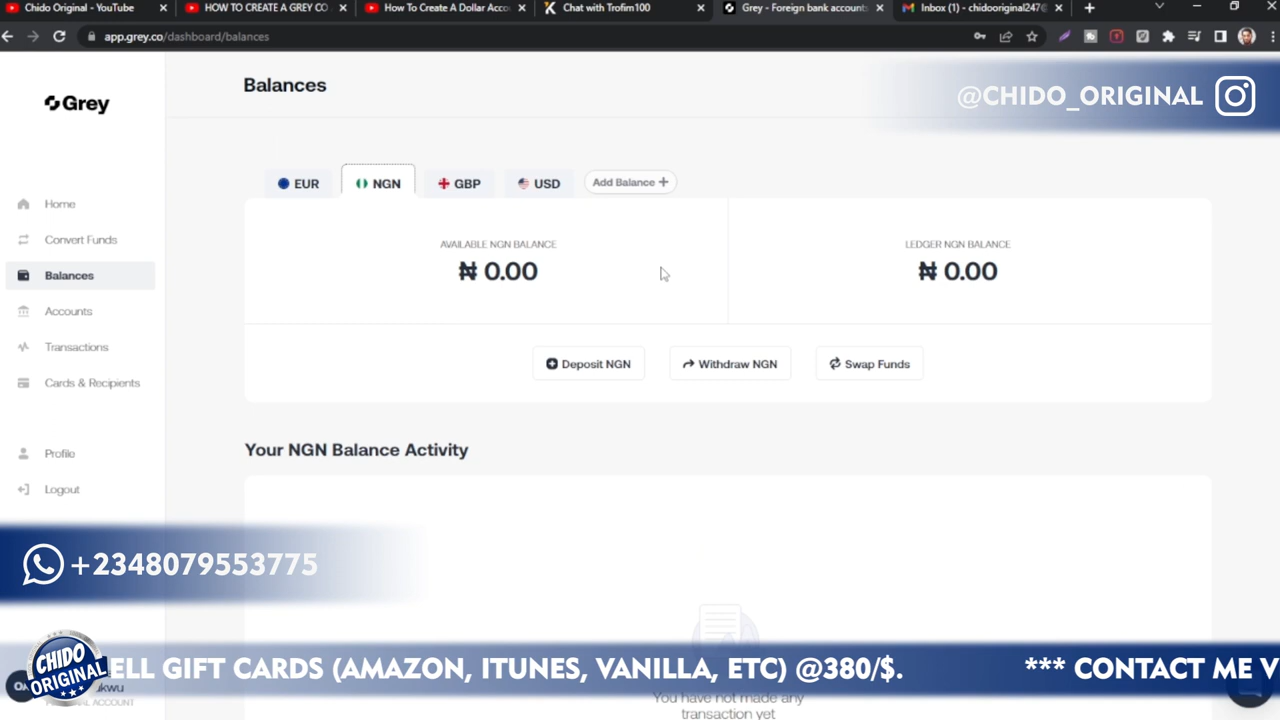 Chido Original - YouTube
HOW TO CREATE A GREY CO
How To Create A Dollar Acco
Chat with Trofim100
Grey - Foreign bank accounts
Inbox (1) - chidooriginal247@
app.grey.co/dashboard/balances
Grey
Balances
@CHIDO_ORIGINAL
EUR
NGN
GBP
USD
Add Balance +
Home
Convert Funds
Balances
Accounts
Transactions
Cards & Recipients
Profile
Logout
AVAILABLE NGN BALANCE
₦ 0.00
LEDGER NGN BALANCE
₦ 0.00
Deposit NGN
Withdraw NGN
Swap Funds
Your NGN Balance Activity
+2348079553775
CHIDO
ORIGINAL
ELL GIFT CARDS (AMAZON, ITUNES, VANILLA, ETC) @380/$.
*** CONTACT ME V
ukwu
AL ACCOUNT
You have not made any
transaction yet